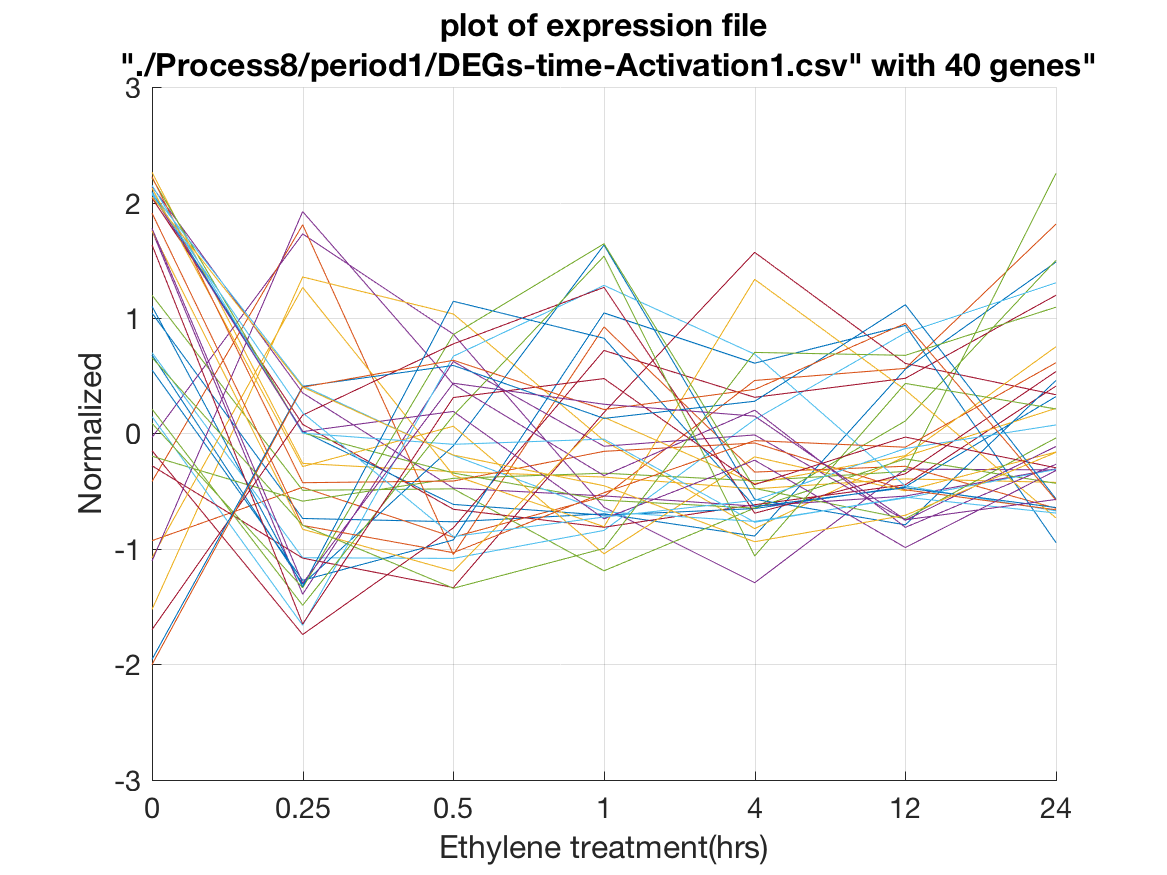 plot of expression file
"./Process8/period1/DEGs-time-Activation1.csv" with 40 genes"
3
2
1
0
-1
-2
-3
Normalized
0 0.25 0.5 1 4 12 24
Ethylene treatment(hrs)